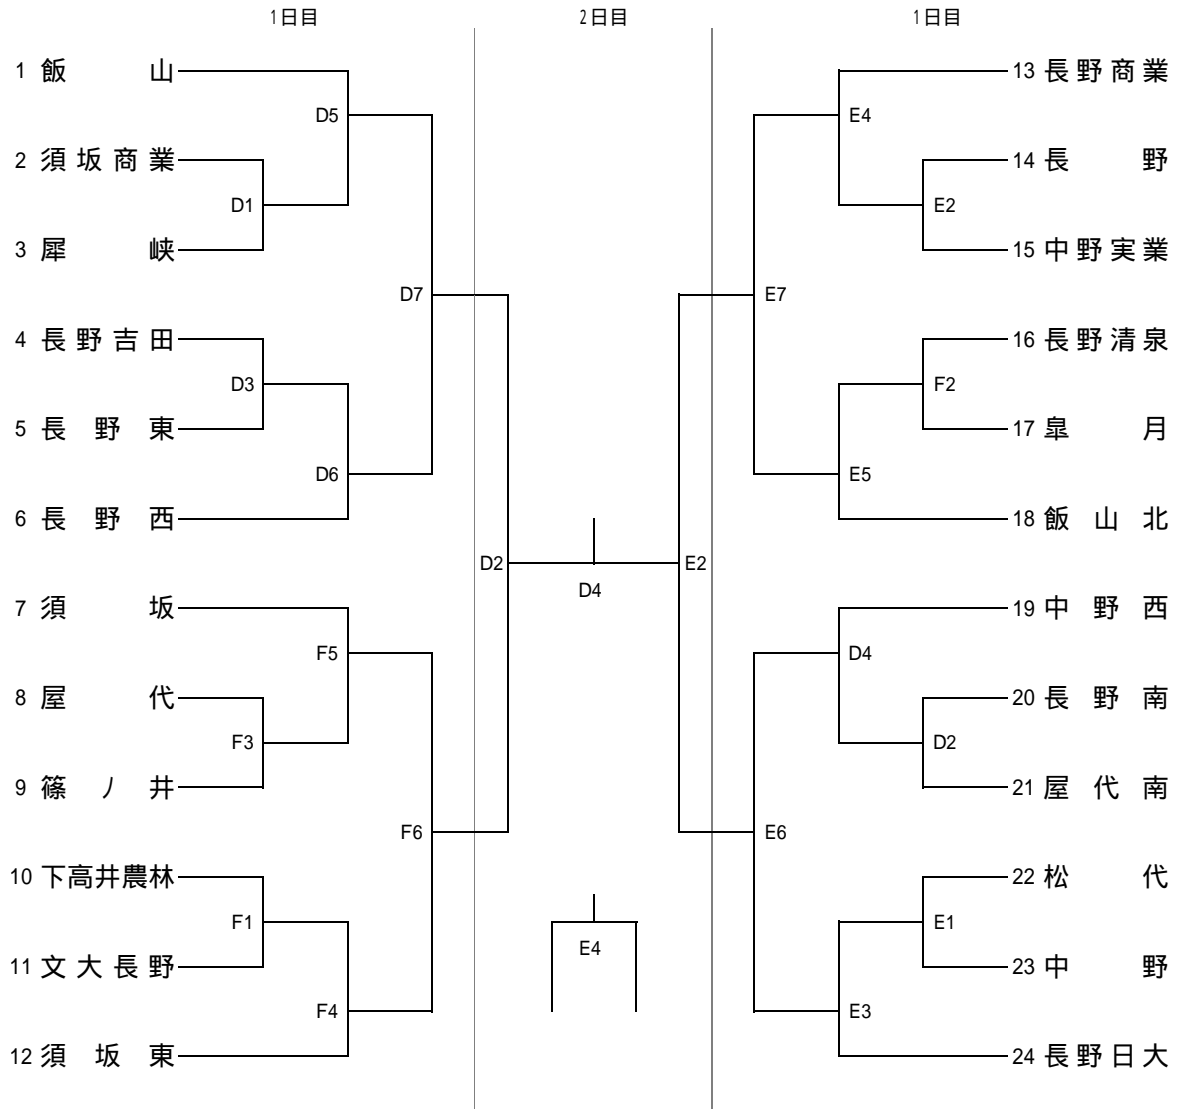 1日目 2日目 1日目
1 飯山 13 長野商業
D5 E4
2 須坂商業 14 長野
D1 E2
3 犀峡 15 中野実業
D7 E7
4 長野吉田 16 長野清泉
D3 F2
5 長野東 17 皐月
D6 E5
6 長野西 18 飯山北
D2 E2
D4
7 須坂 19 中野西
F5 D4
8 屋代 20 長野南
F3 D2
9 篠ノ井 21 屋代南
F6 E6
10 下高井農林 22 松代
F1 E1
E4
11 文大長野 23 中野
F4 E3
12 須坂東 24 長野日大